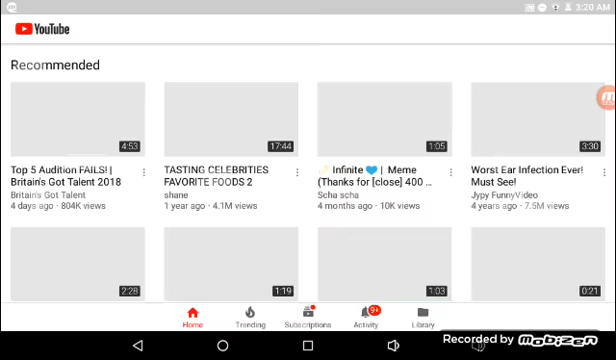 3:20 AM
YouTube
Recommended
4:53
17:44
1:05
3:30
Top 5 Audition FAILS! |
Britain's Got Talent 2018
Britain's Got Talent
4 days ago · 804K views
TASTING CELEBRITIES
FAVORITE FOODS 2
shane
1 year ago · 4.1M views
🌙 Infinite 💙 | Meme
(Thanks for [close] 400 ...
Scha scha
4 months ago · 10K views
Worst Ear Infection Ever!
Must See!
Jypy FunnyVideo
4 years ago · 7.5M views
2:28
1:19
1:03
0:21
9+
Home
Trending
Subscriptions
Activity
Library
Recorded by mobizen